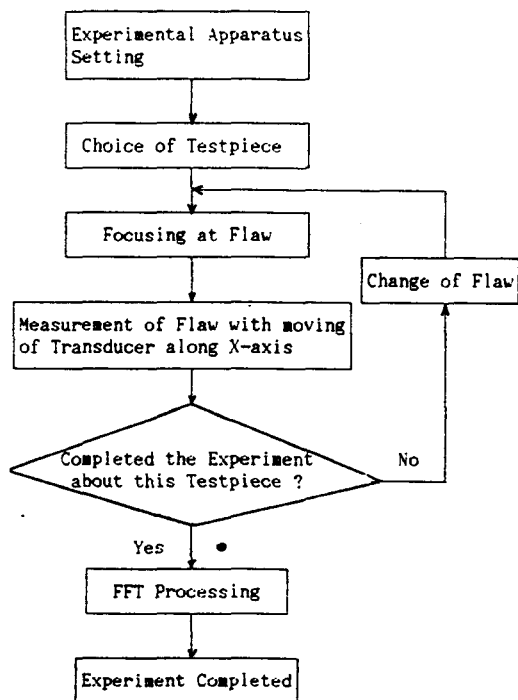 Experimental Apparatus
Setting
Choice of Testpiece
Focusing at Flaw
Change of Flaw
Measurement of Flaw with moving
of Transducer along X-axis
Completed the Experiment
about this Testpiece ?
No
Yes
FFT Processing
Experiment Completed